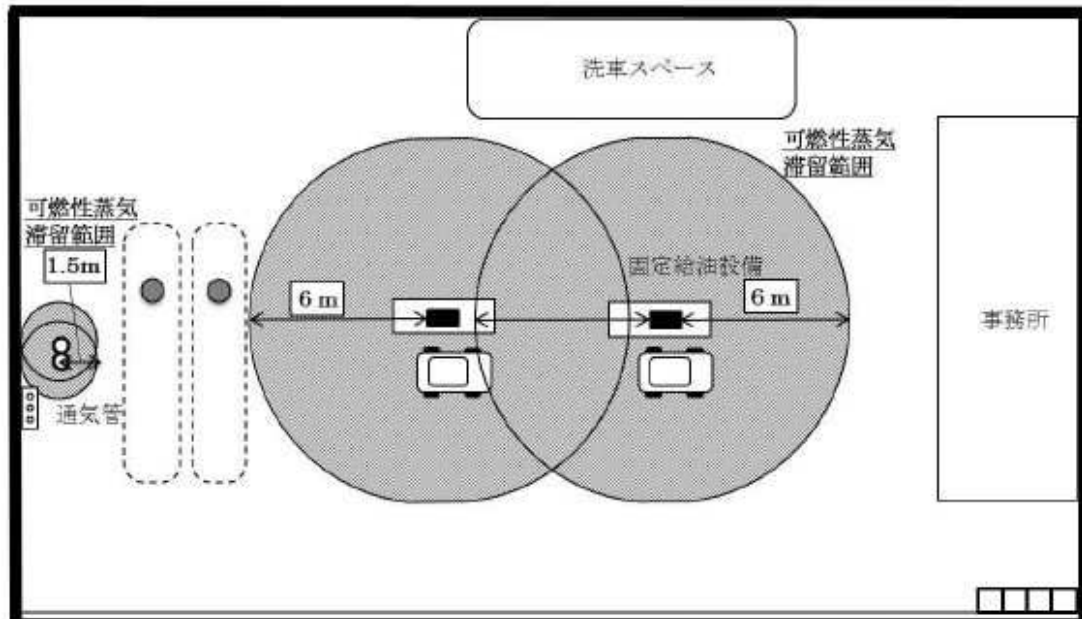 洗車スペース
可燃性蒸気
滞留範囲
可燃性蒸気
滞留範囲
1.5m
固定給油設備
6 m
6 m
事務所
通気管